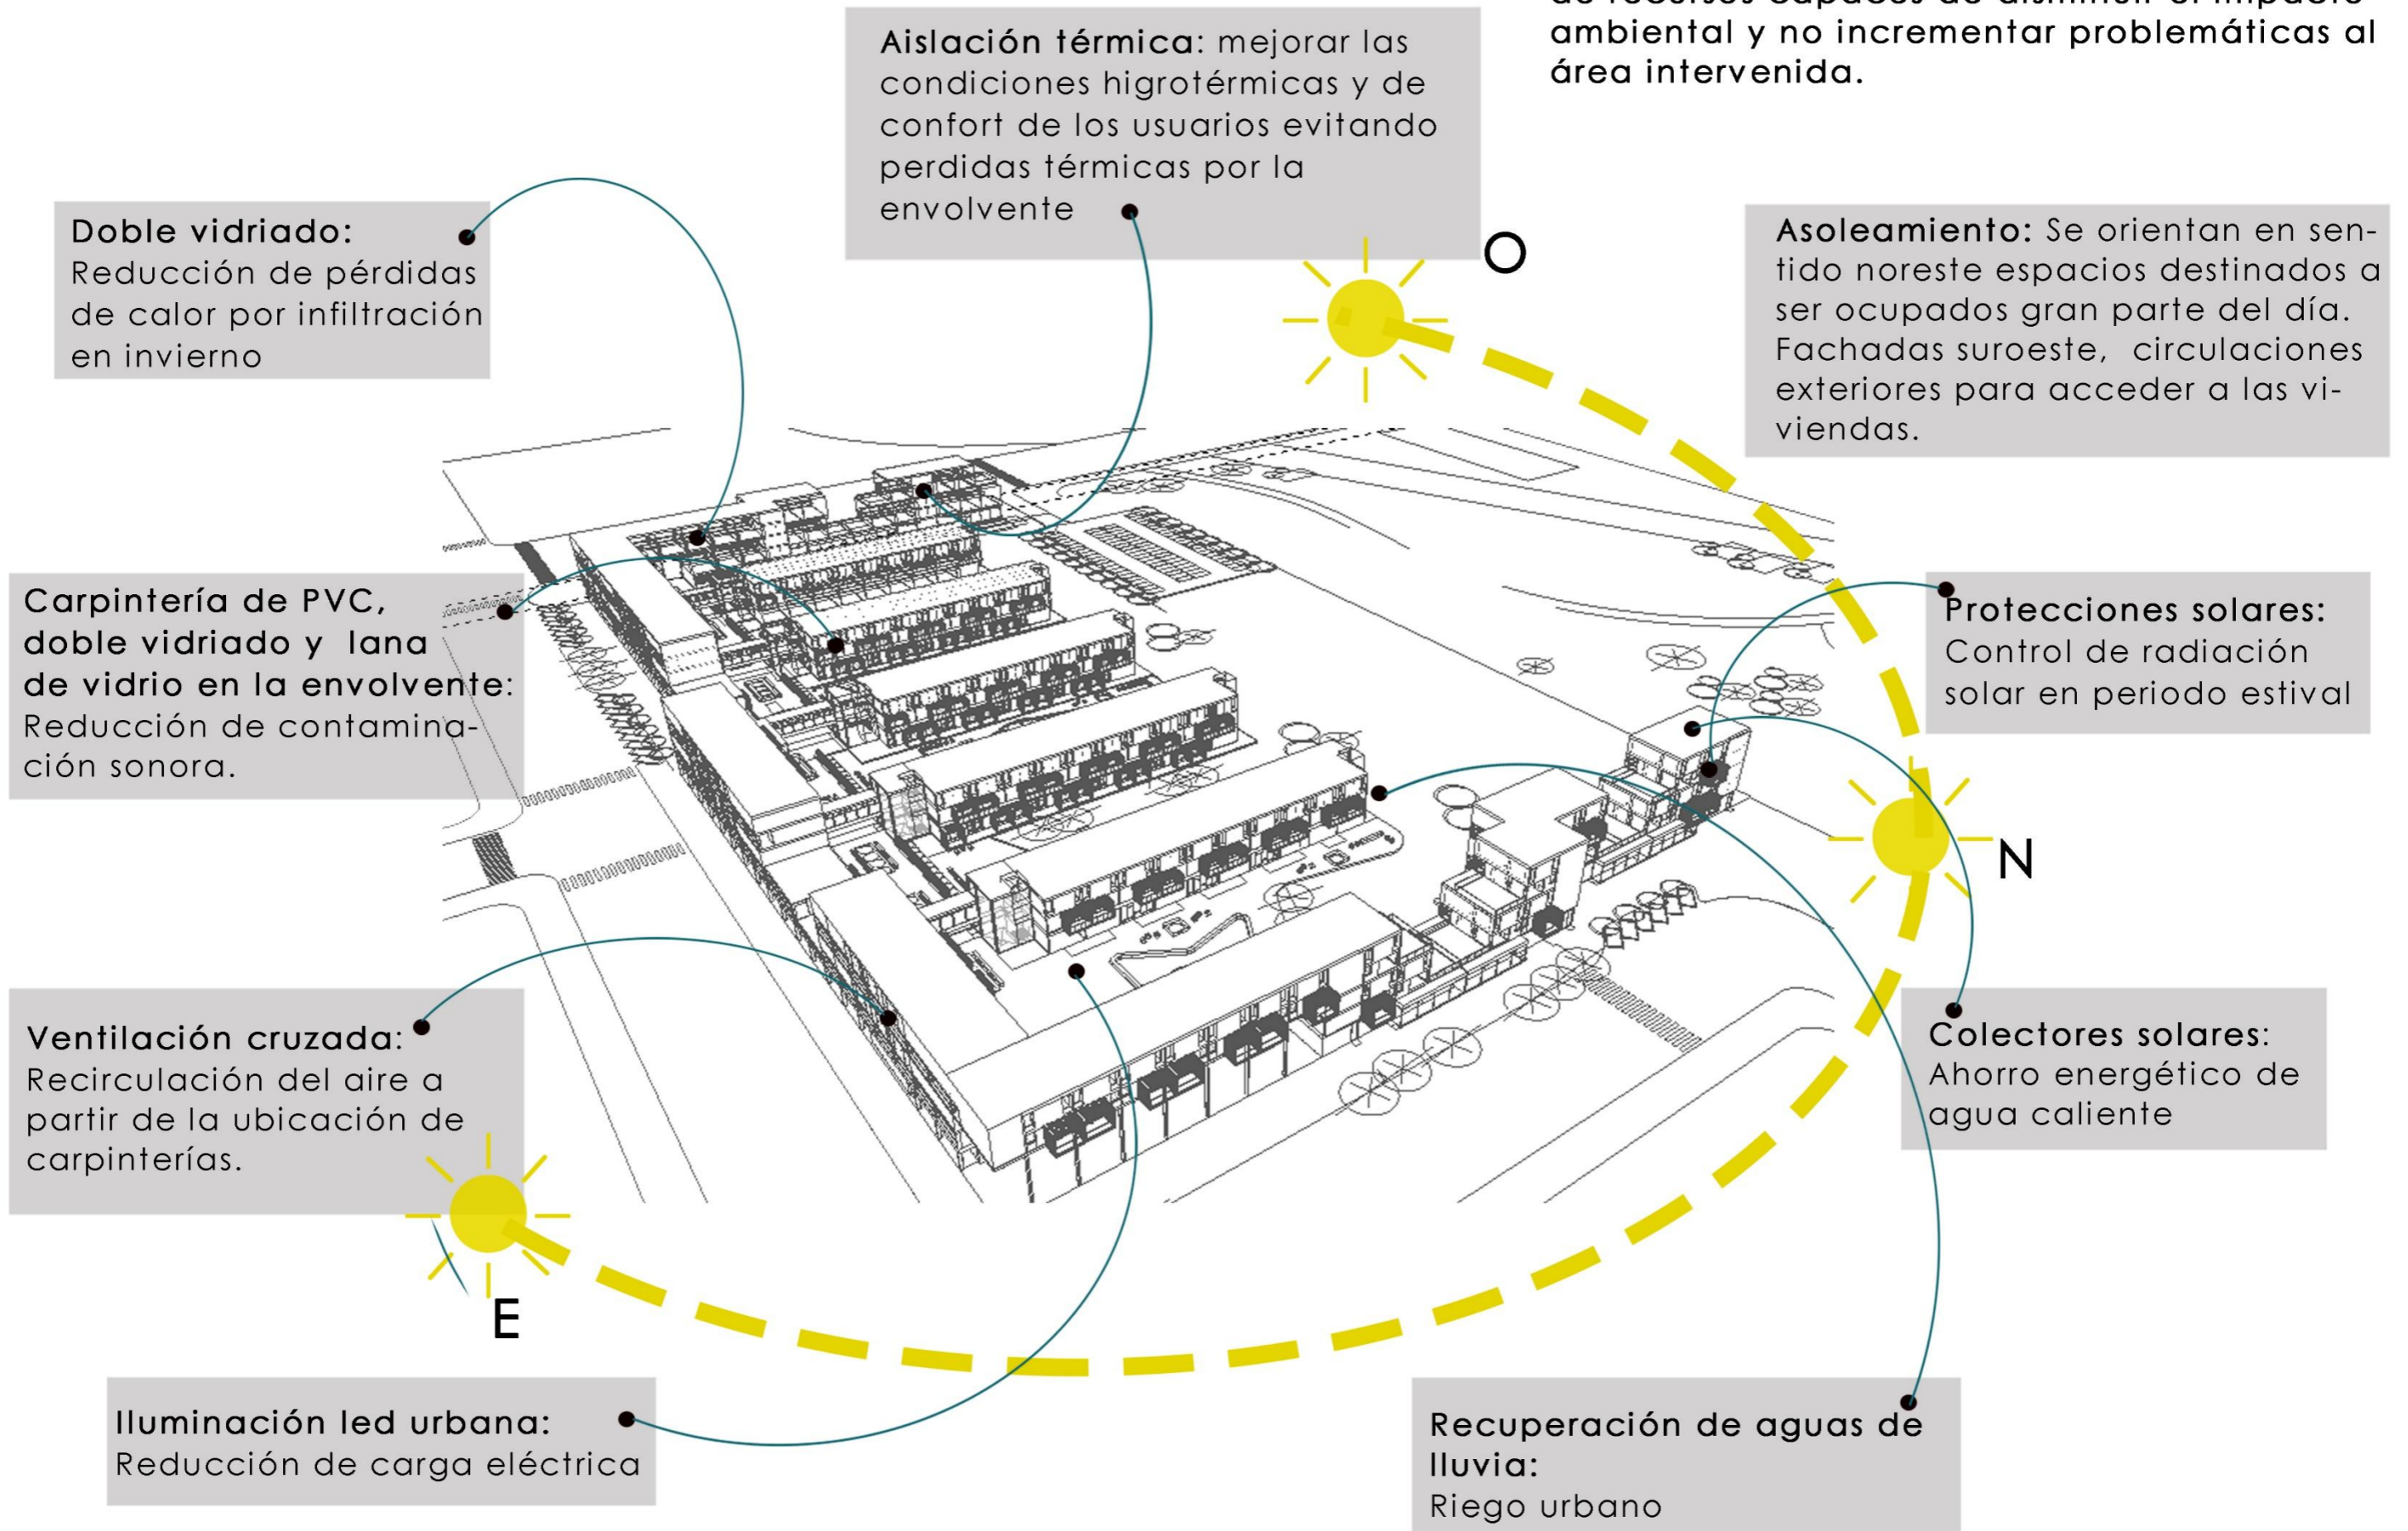 ambiental y no incrementar problemáticas al
área intervenida.
Aislación térmica: mejorar las
condiciones higrotérmicas y de
confort de los usuarios evitando
perdidas térmicas por la
envolvente
Doble vidriado:
Reducción de pérdidas
de calor por infiltración
en invierno
O
Asoleamiento: Se orientan en sen-
tido noreste espacios destinados a
ser ocupados gran parte del día.
Fachadas suroeste, circulaciones
exteriores para acceder a las vi-
viendas.
Carpintería de PVC,
doble vidriado y lana
de vidrio en la envolvente:
Reducción de contamina-
ción sonora.
Protecciones solares:
Control de radiación
solar en periodo estival
N
Ventilación cruzada:
Recirculación del aire a
partir de la ubicación de
carpinterías.
Colectores solares:
Ahorro energético de
agua caliente
E
Iluminación led urbana:
Reducción de carga eléctrica
Recuperación de aguas de
lluvia:
Riego urbano